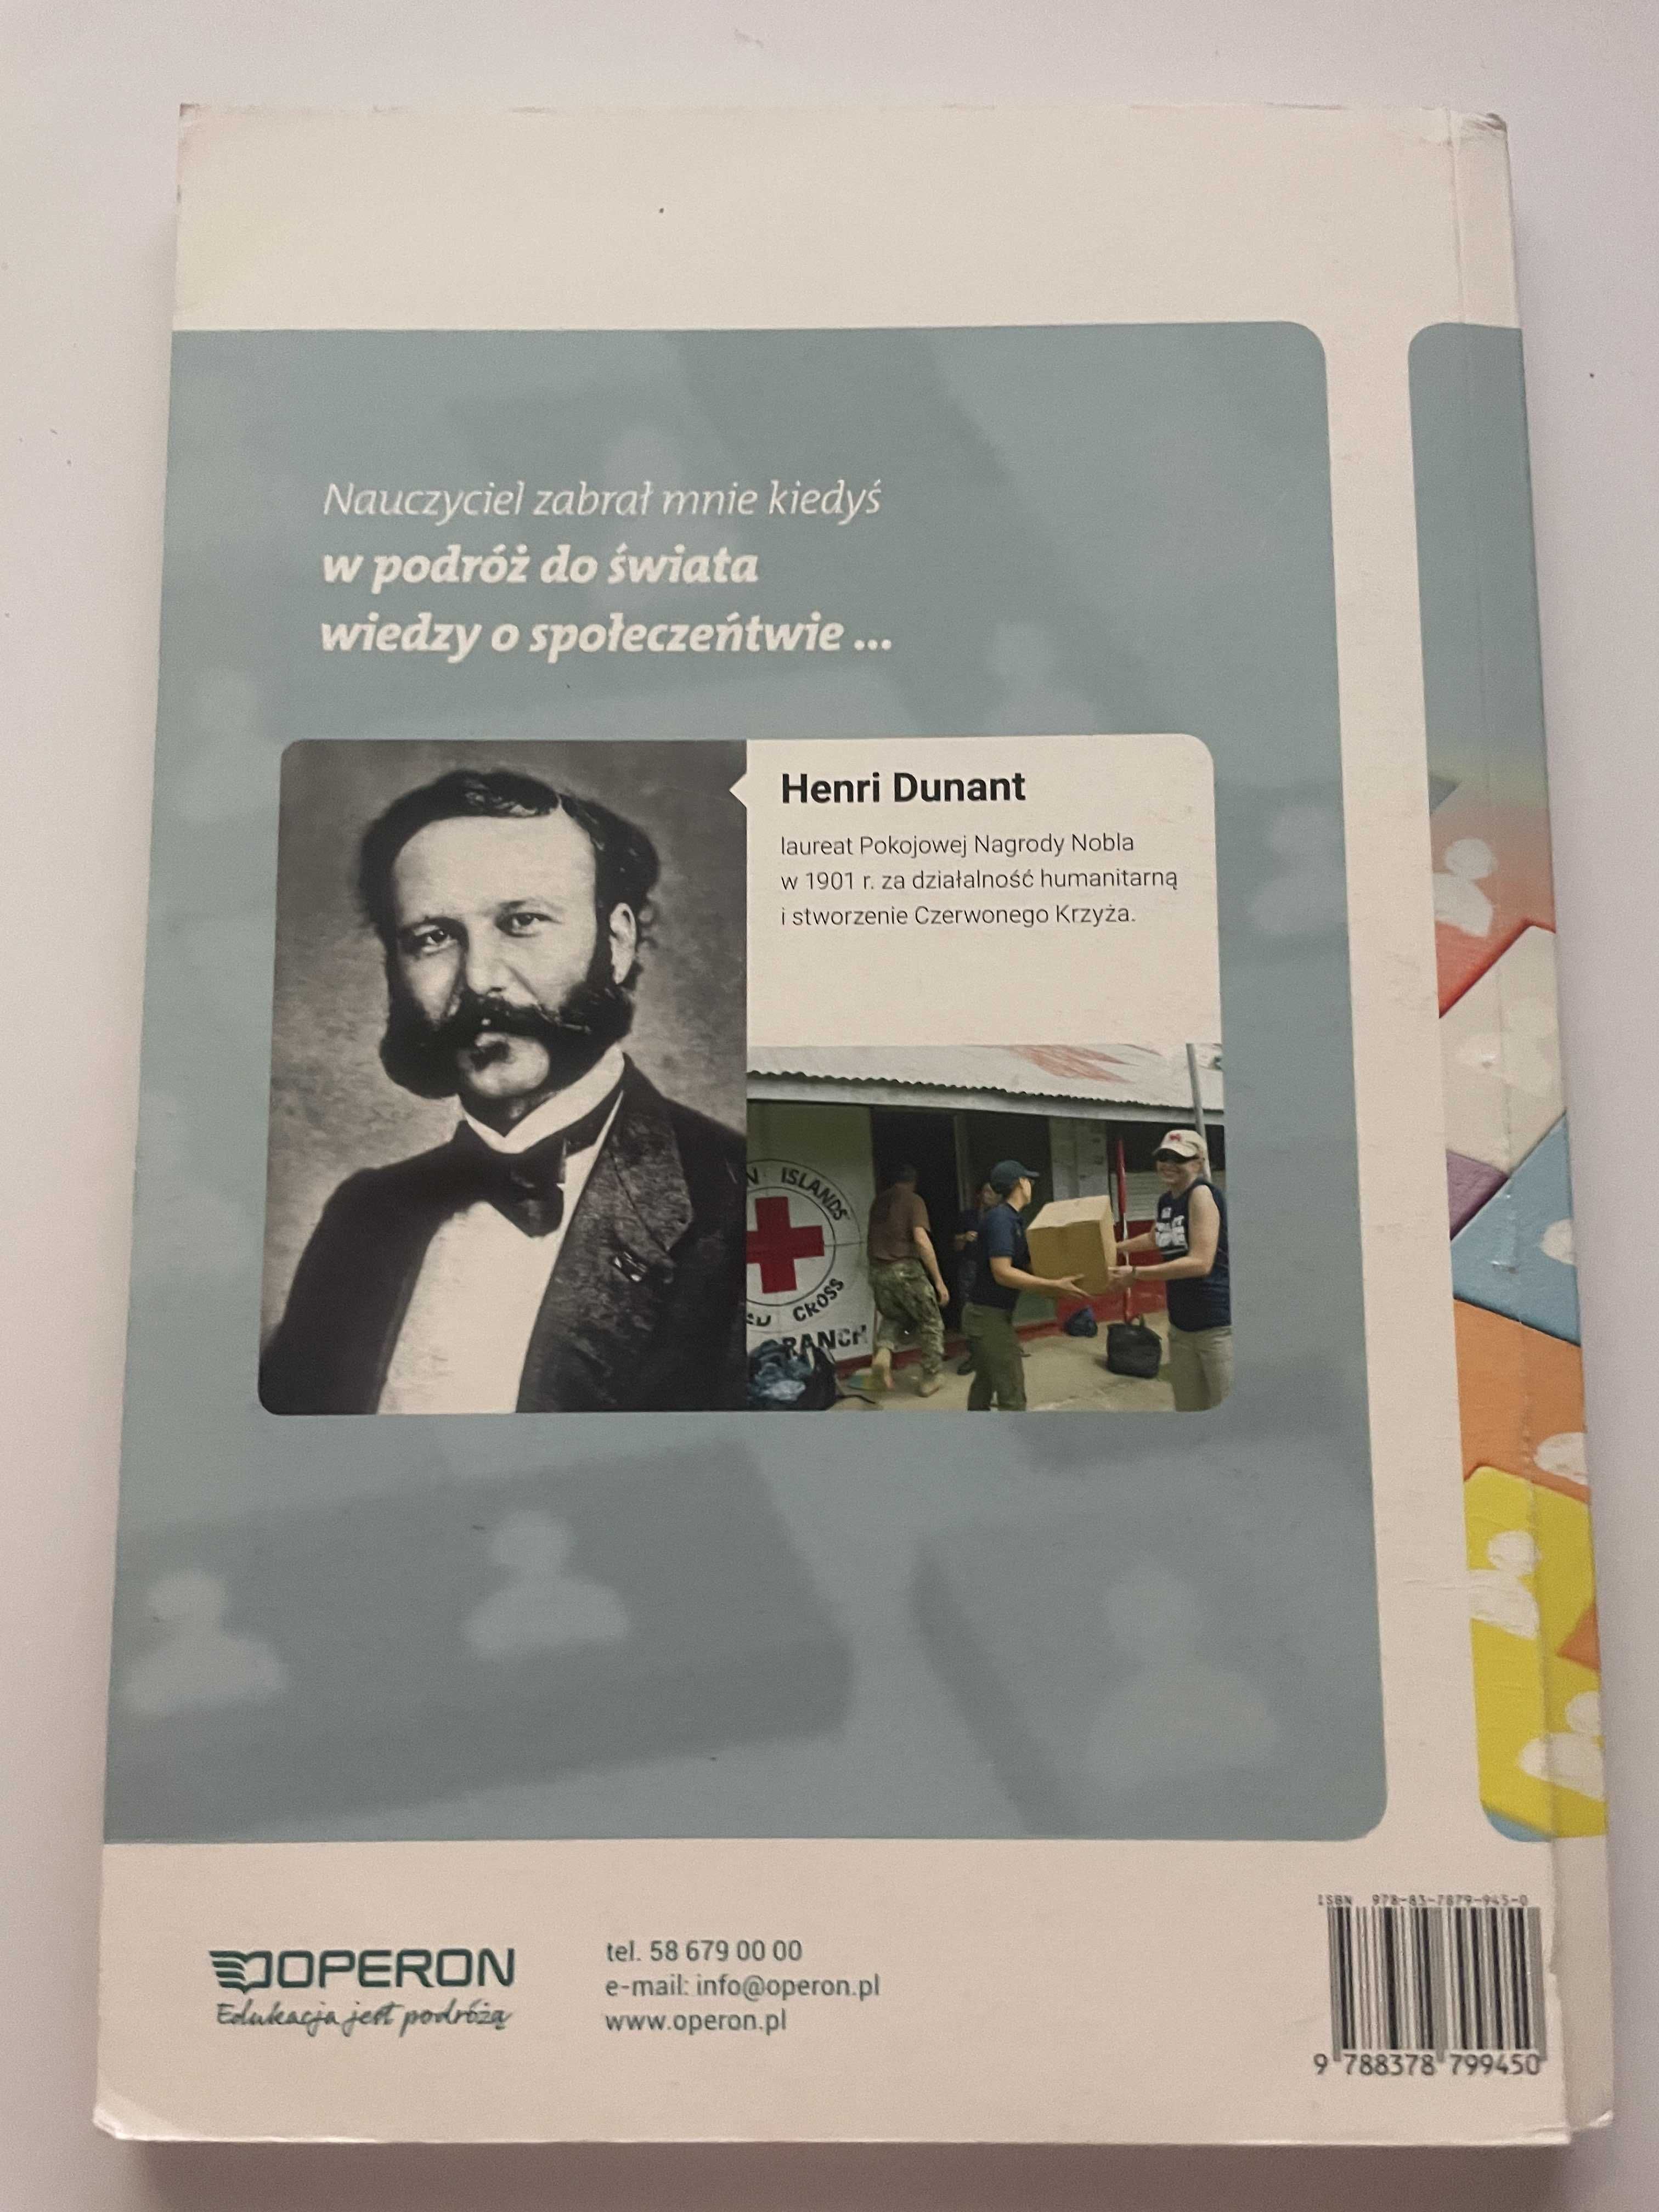 Nauczyciel zabrał mnie kiedyś
w podróż do świata
wiedzy o społeczeńtwie ...
Henri Dunant
laureat Pokojowej Nagrody Nobla
w 1901 r. za działalność humanitarną
i stworzenie Czerwonego Krzyża.
ISLANDS
CROSS
RANCH
OPERON
Edukacja jest podróżą
tel. 58 679 00 00
e-mail: info@operon.pl
www.operon.pl
ISBN 978-83-7879-945-0
9 788378 799450